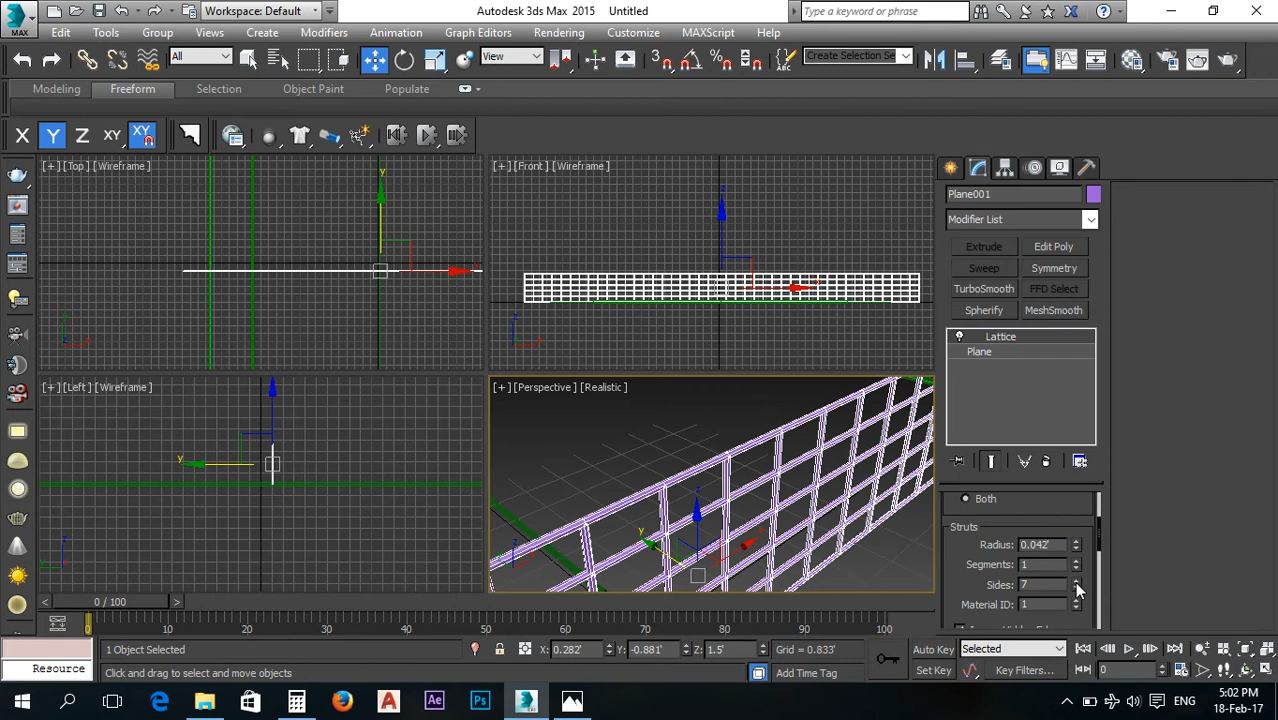 MAX
Workspace: Default
Autodesk 3ds Max 2015 Untitled
Type a keyword or phrase
Edit Tools Group Views Create Modifiers Animation Graph Editors Rendering Customize MAXScript Help
All
View
3
Create Selection Se
Modeling Freeform Selection Object Paint Populate
X Y Z XY XY
[+] [Top] [Wireframe]
[+] [Front] [Wireframe]
Plane001
Modifier List
Extrude Edit Poly
Sweep Symmetry
TurboSmooth FFD Select
Spherify MeshSmooth
Lattice
Plane
y
x
z
x
[+] [Left] [Wireframe]
[+] [Perspective] [Realistic]
z
y
z
y
x
Both
Struts
Radius: 0.042'
Segments: 1
Sides: 7
Material ID: 1
0 / 100
0 10 20 30 40 50 60 70 80 90 100
1 Object Selected
X: 0.282' Y: -0.881' Z: 1.5' Grid = 0.833'
Auto Key Selected
Resource
Click and drag to select and move objects
Add Time Tag
Set Key Key Filters... 0
Ae Ps
ENG
5:02 PM
18-Feb-17